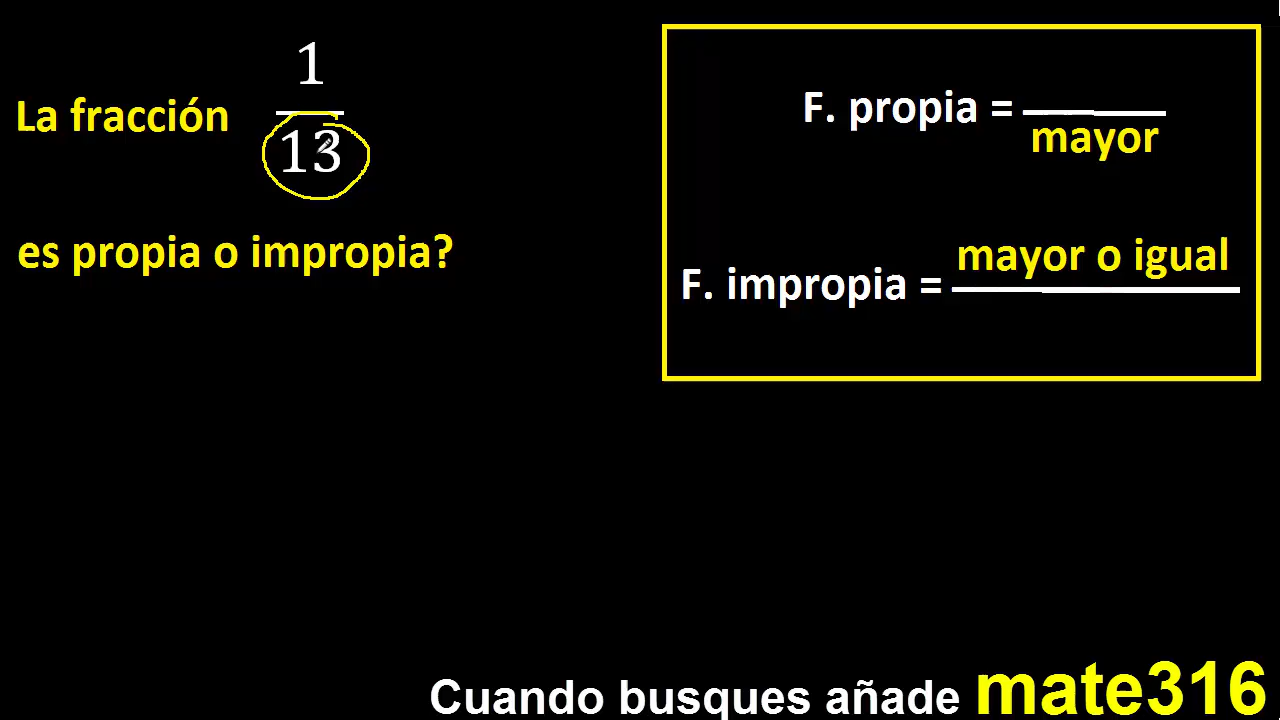 La fracción
1
13
es propia o impropia?
F. propia =
mayor
mayor o igual
F. impropia =
Cuando busques añade mate316